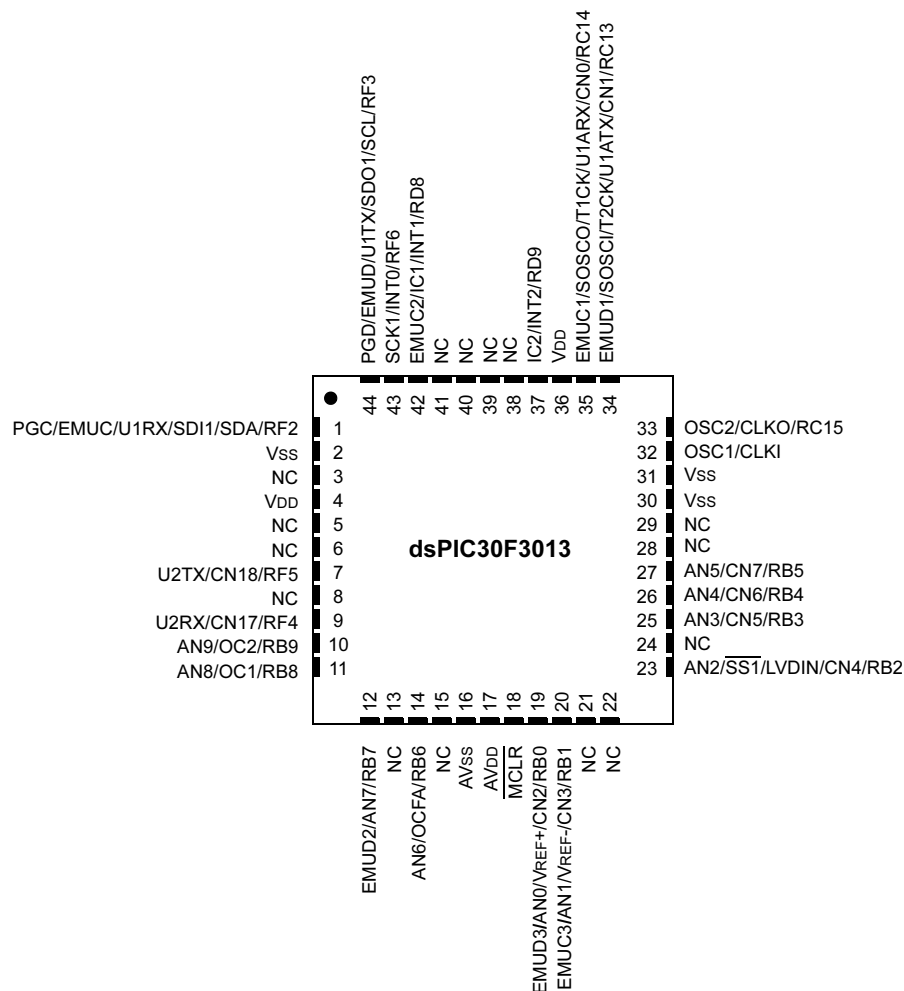 PGD/EMUD/U1TX/SDO1/SCL/RF3
SCK1/INT0/RF6
EMUC2/IC1/INT1/RD8
NC
NC
NC
NC
IC2/INT2/RD9
VDD
EMUC1/SOSCO/T1CK/U1ARX/CN0/RC14
EMUD1/SOSCI/T2CK/U1ATX/CN1/RC13
44 43 42 41 40 39 38 37 36 35 34
PGC/EMUC/U1RX/SDI1/SDA/RF2 1
VSS 2
NC 3
VDD 4
NC 5
NC 6
U2TX/CN18/RF5 7
NC 8
U2RX/CN17/RF4 9
AN9/OC2/RB9 10
AN8/OC1/RB8 11
dsPIC30F3013
33 OSC2/CLKO/RC15
32 OSC1/CLKI
31 VSS
30 VSS
29 NC
28 NC
27 AN5/CN7/RB5
26 AN4/CN6/RB4
25 AN3/CN5/RB3
24 NC
23 AN2/SS1/LVDIN/CN4/RB2
12 13 14 15 16 17 18 19 20 21 22
EMUD2/AN7/RB7
NC
AN6/OCFA/RB6
NC
AVSS
AVDD
MCLR
EMUD3/AN0/VREF+/CN2/RB0
EMUC3/AN1/VREF-/CN3/RB1
NC
NC